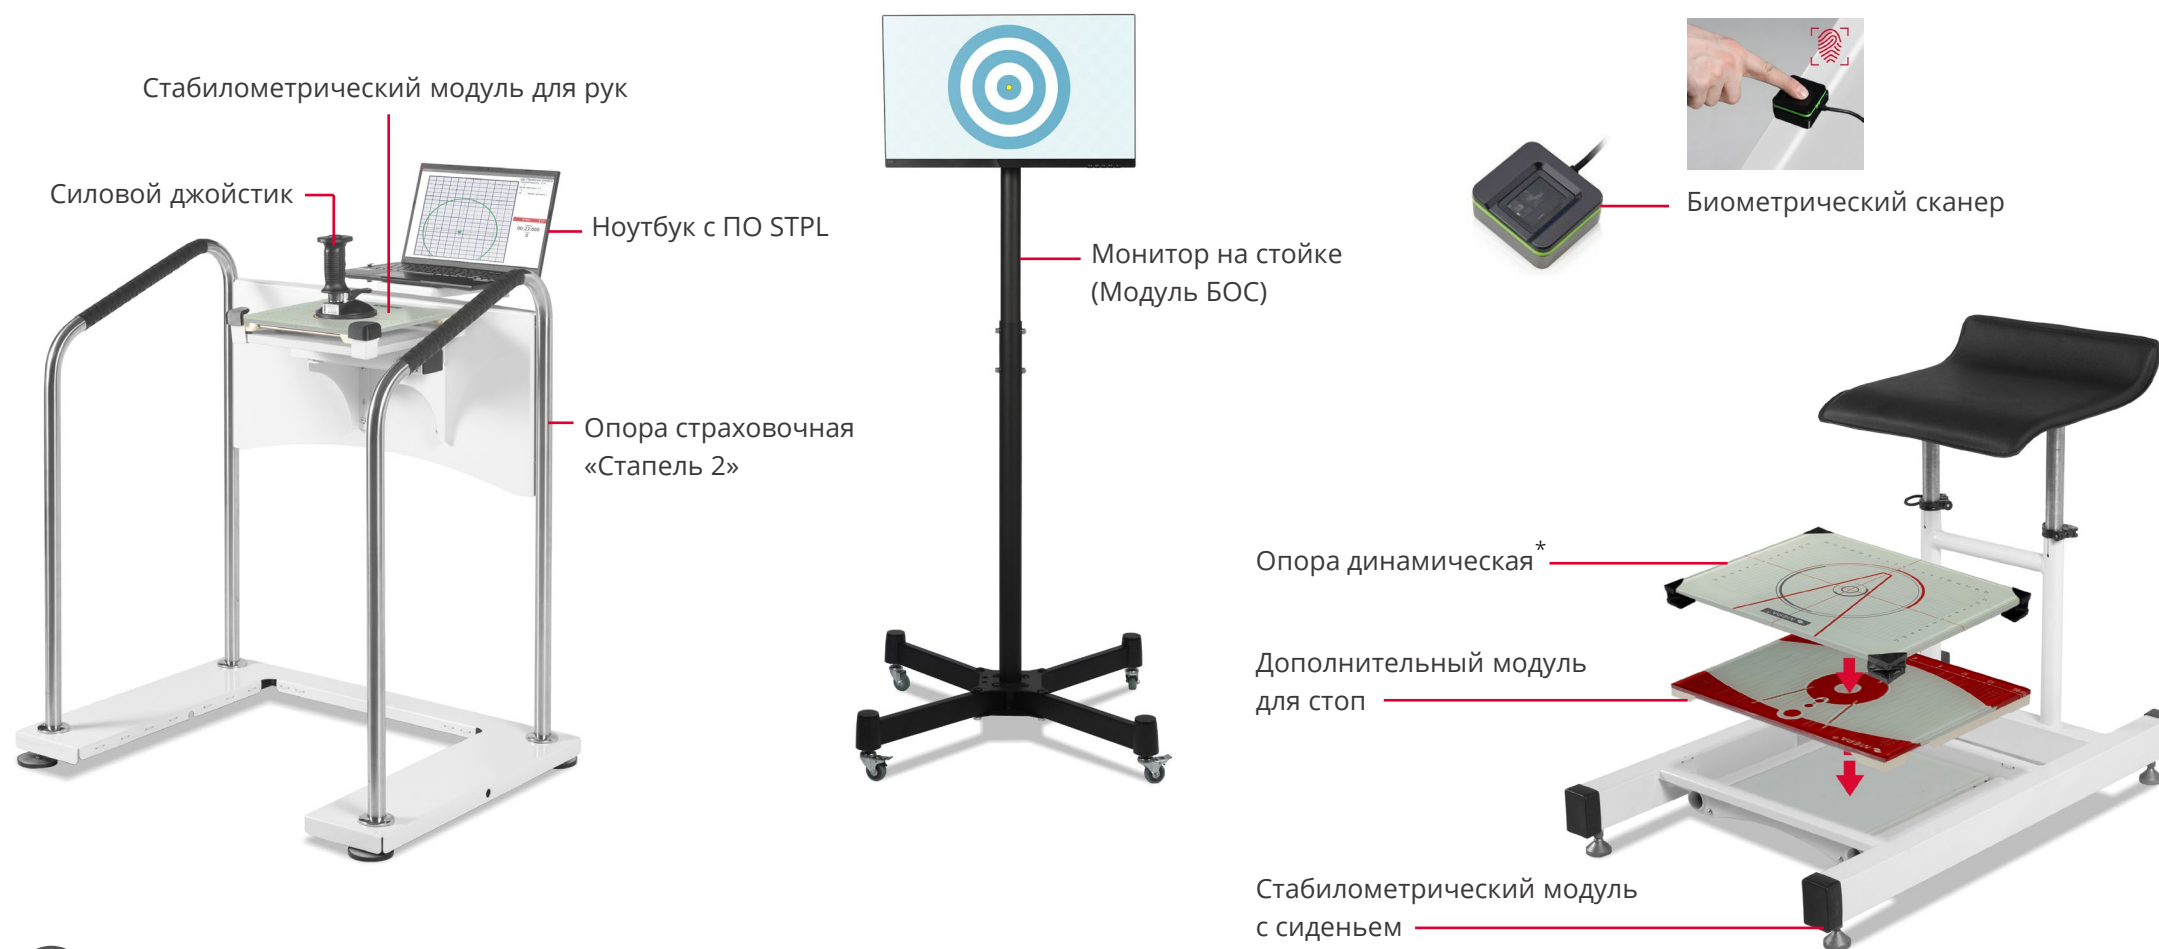 Стабилометрический модуль для рук
Силовой джойстик
Ноутбук с ПО STPL
Опора страховочная
«Стапель 2»
Монитор на стойке
(Модуль БОС)
Биометрический сканер
Опора динамическая*
Дополнительный модуль
для стоп
Стабилометрический модуль
с сиденьем